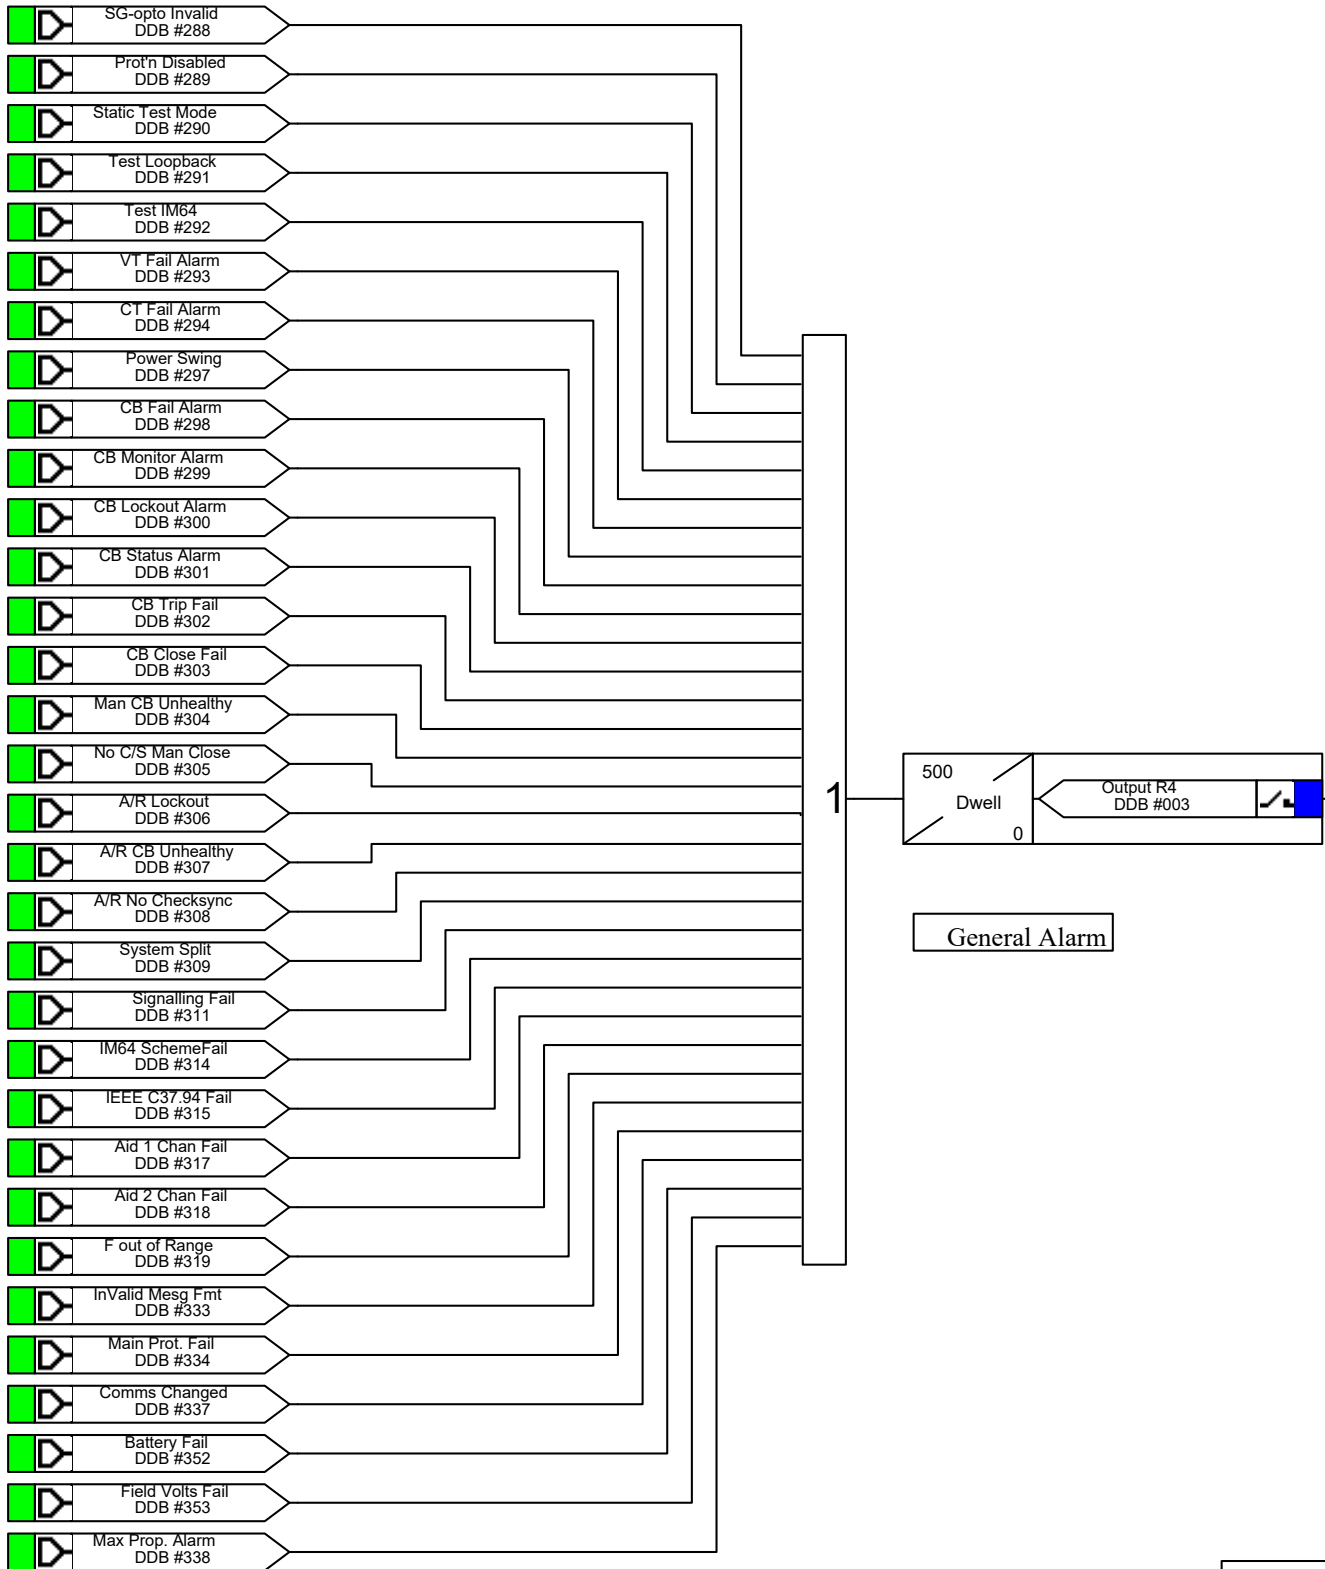 SG-opto Invalid
DDB #288
Prot'n Disabled
DDB #289
Static Test Mode
DDB #290
Test Loopback
DDB #291
Test IM64
DDB #292
VT Fail Alarm
DDB #293
CT Fail Alarm
DDB #294
Power Swing
DDB #297
CB Fail Alarm
DDB #298
CB Monitor Alarm
DDB #299
CB Lockout Alarm
DDB #300
CB Status Alarm
DDB #301
CB Trip Fail
DDB #302
CB Close Fail
DDB #303
Man CB Unhealthy
DDB #304
No C/S Man Close
DDB #305
A/R Lockout
DDB #306
A/R CB Unhealthy
DDB #307
A/R No Checksync
DDB #308
System Split
DDB #309
Signalling Fail
DDB #311
IM64 SchemeFail
DDB #314
IEEE C37.94 Fail
DDB #315
Aid 1 Chan Fail
DDB #317
Aid 2 Chan Fail
DDB #318
F out of Range
DDB #319
InValid Mesg Fmt
DDB #333
Main Prot. Fail
DDB #334
Comms Changed
DDB #337
Battery Fail
DDB #352
Field Volts Fail
DDB #353
Max Prop. Alarm
DDB #338
1
500
Dwell
0
Output R4
DDB #003
General Alarm